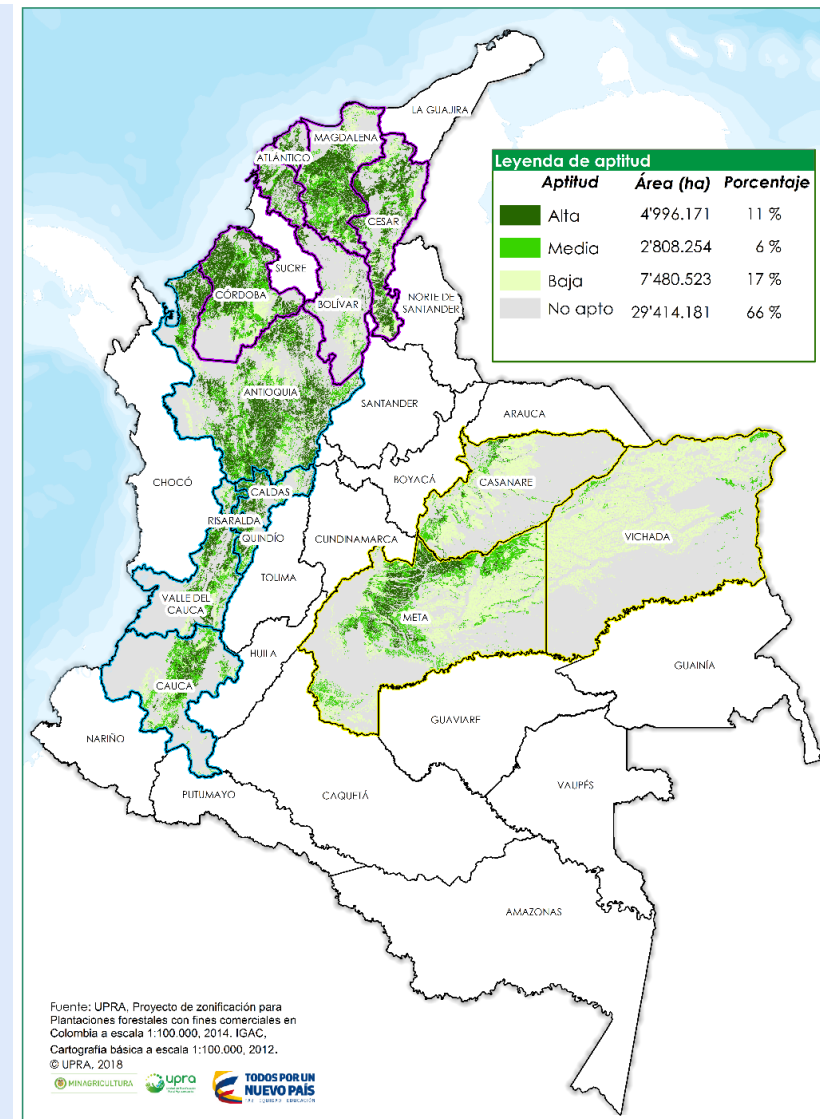 LA GUAJIRA
MAGDALENA
ATLÁNTICO
CESAR
SUCRE
NORTE DE
SANTANDER
CÓRDOBA
BOLÍVAR
ANTIOQUIA
SANTANDER
ARAUCA
CHOCÓ
BOYACÁ
CASANARE
CALDAS
RISARALDA
QUINDÍO
CUNDINAMARCA
VICHADA
TOLIMA
VALLE DEL
CAUCA
META
HUILA
GUAINÍA
CAUCA
GUAVIARE
NARIÑO
VAUPÉS
PUTUMAYO
CAQUETÁ
AMAZONAS
Leyenda de aptitud
Aptitud Área (ha) Porcentaje
Alta 4'996.171 11 %
Media 2'808.254 6 %
Baja 7'480.523 17 %
No apto 29'414.181 66 %
Fuente: UPRA, Proyecto de zonificación para
Plantaciones forestales con fines comerciales en
Colombia a escala 1:100.000, 2014. IGAC,
Cartografía básica a escala 1:100.000, 2012.
© UPRA, 2018
MINAGRICULTURA
upra
TODOS POR UN
NUEVO PAÍS
PAZ EQUIDAD EDUCACIÓN